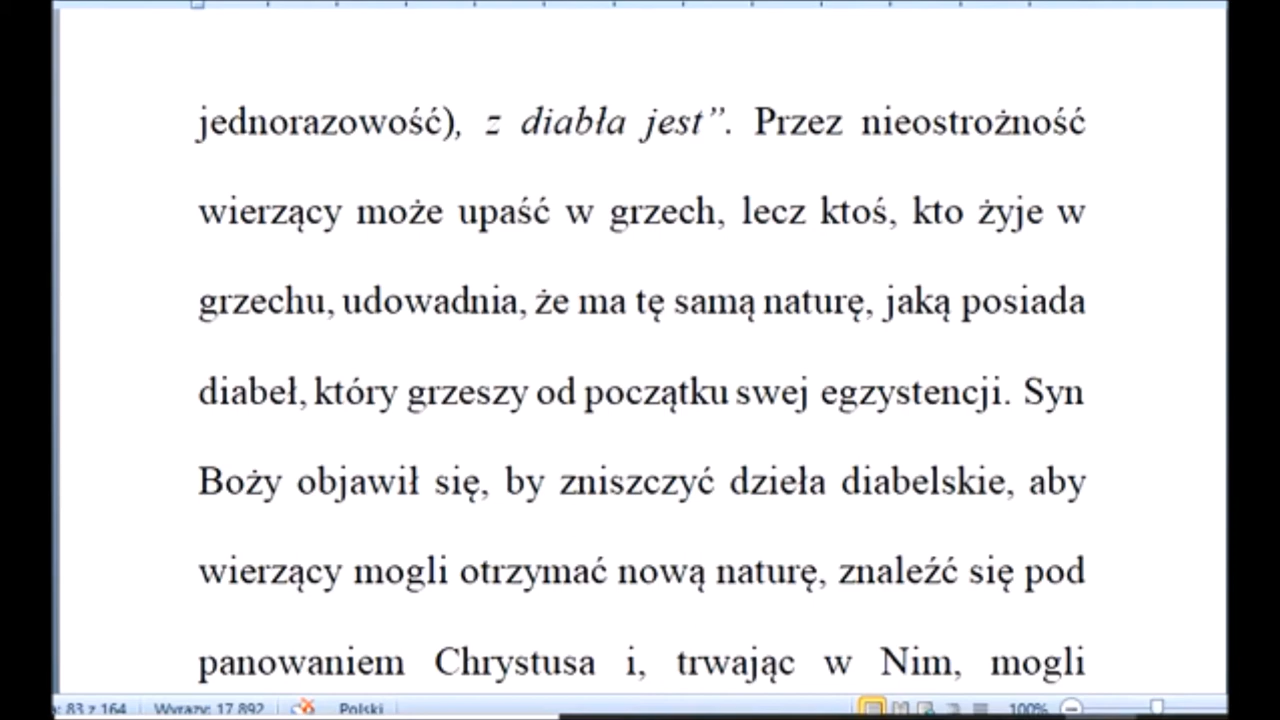 jednorazowość), z diabła jest”. Przez nieostrożność
wierzący może upaść w grzech, lecz ktoś, kto żyje w
grzechu, udowadnia, że ma tę samą naturę, jaką posiada
diabeł, który grzeszy od początku swej egzystencji. Syn
Boży objawił się, by zniszczyć dzieła diabelskie, aby
wierzący mogli otrzymać nową naturę, znaleźć się pod
panowaniem Chrystusa i, trwając w Nim, mogli
: 83 z 164 Wyrazy: 17 892 Polski 100%